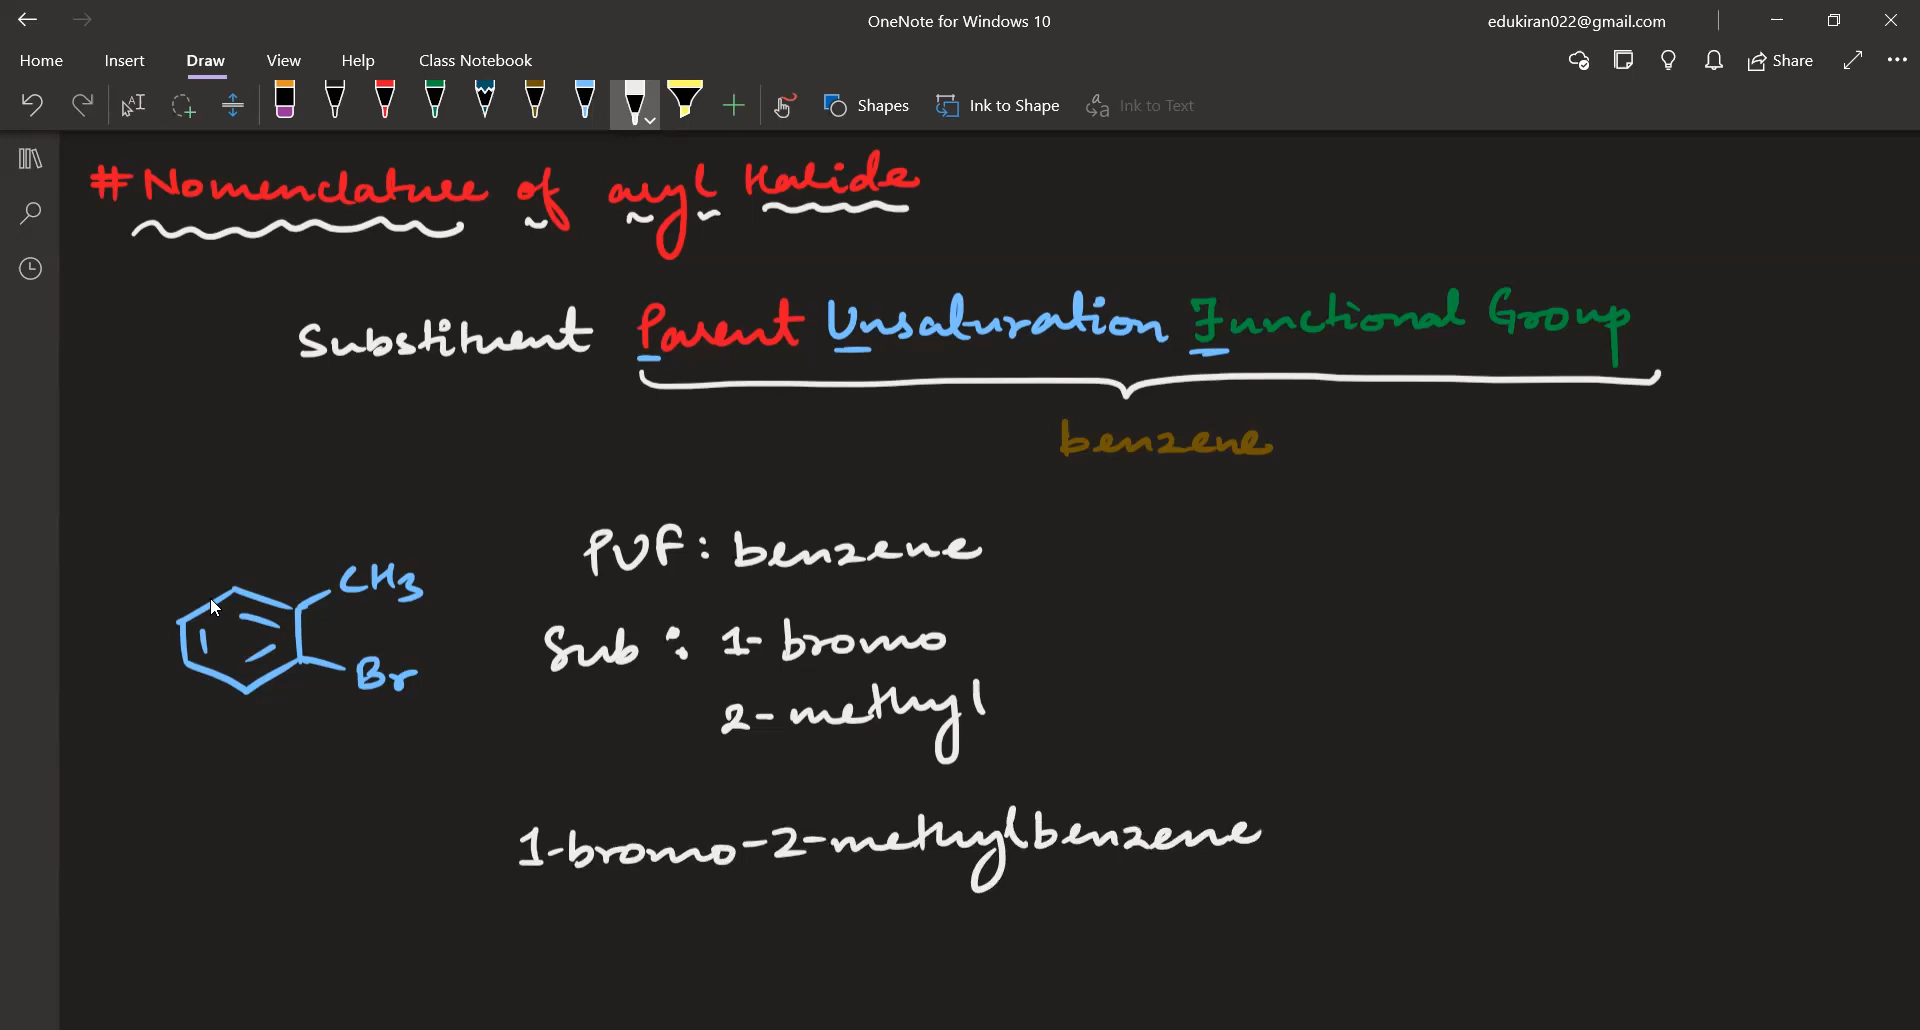 OneNote for Windows 10
edukiran022@gmail.com
Home Insert Draw View Help Class Notebook
Share
Shapes Ink to Shape Ink to Text
#Nomenclature of aryl Halide
Substituent Parent Unsaturation Functional Group
benzene
PUF: benzene
CH3
Sub: 1-bromo
Br
2-methyl
1-bromo-2-methylbenzene